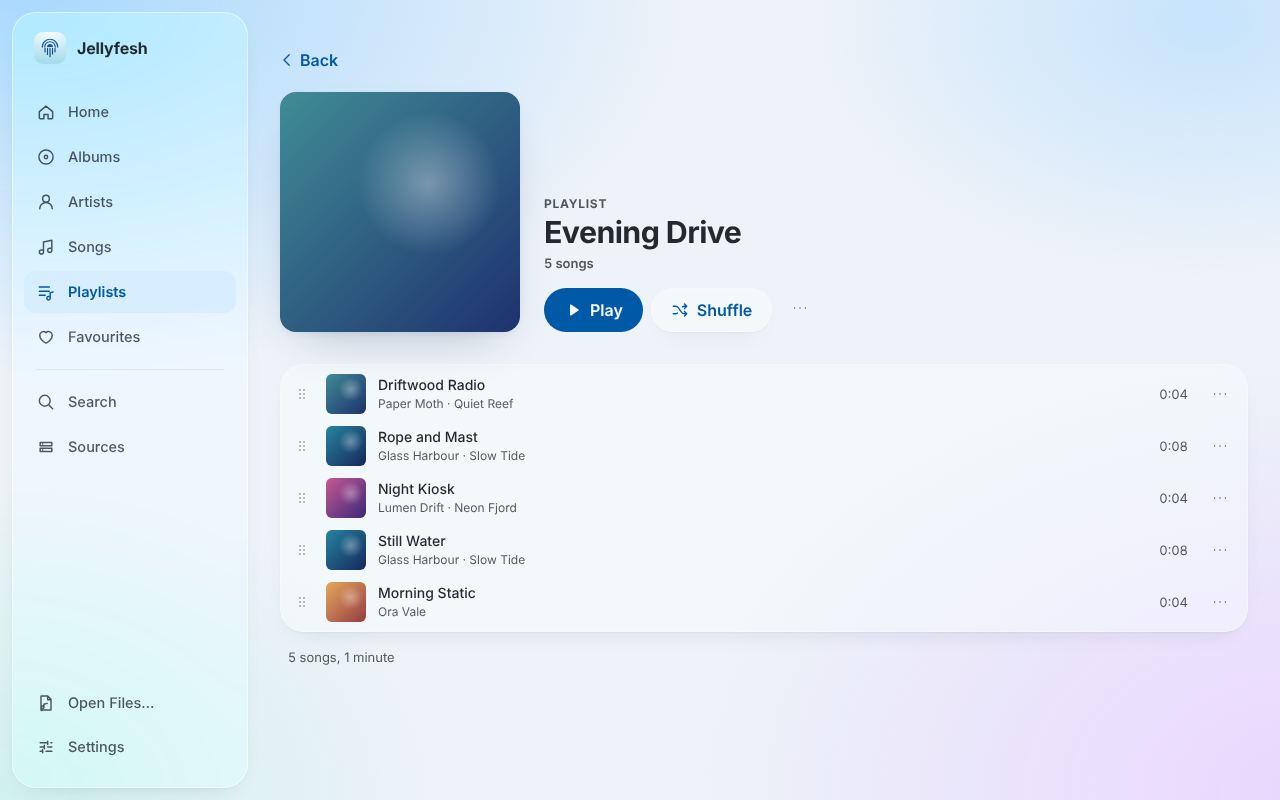 Jellyfesh
Home
Albums
Artists
Songs
Playlists
Favourites
Search
Sources
Open Files...
Settings
Back
PLAYLIST
Evening Drive
5 songs
Play
Shuffle
Driftwood Radio
Paper Moth · Quiet Reef
0:04
Rope and Mast
Glass Harbour · Slow Tide
0:08
Night Kiosk
Lumen Drift · Neon Fjord
0:04
Still Water
Glass Harbour · Slow Tide
0:08
Morning Static
Ora Vale
0:04
5 songs, 1 minute